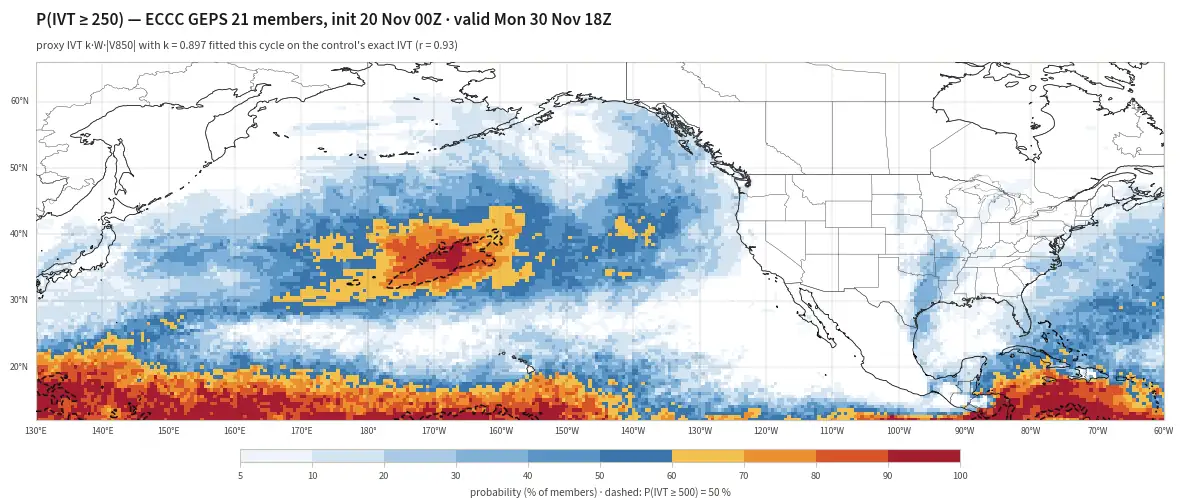 P(IVT ≥ 250) — ECCC GEPS 21 members, init 20 Nov 00Z · valid Mon 30 Nov 18Z
proxy IVT k·W·|V850| with k = 0.897 fitted this cycle on the control's exact IVT (r = 0.93)
60°N
50°N
40°N
30°N
20°N
130°E 140°E 150°E 160°E 170°E 180° 170°W 160°W 150°W 140°W 130°W 120°W 110°W 100°W 90°W 80°W 70°W 60°W
5 10 20 30 40 50 60 70 80 90 100
probability (% of members) · dashed: P(IVT ≥ 500) = 50 %